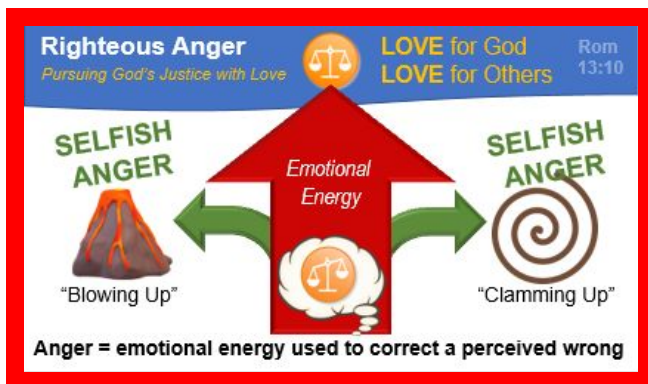 Righteous Anger
Pursuing God's Justice with Love
LOVE for God
LOVE for Others
Rom
13:10
SELFISH
ANGER
Emotional
Energy
SELFISH
ANGER
"Blowing Up"
"Clamming Up"
Anger = emotional energy used to correct a perceived wrong